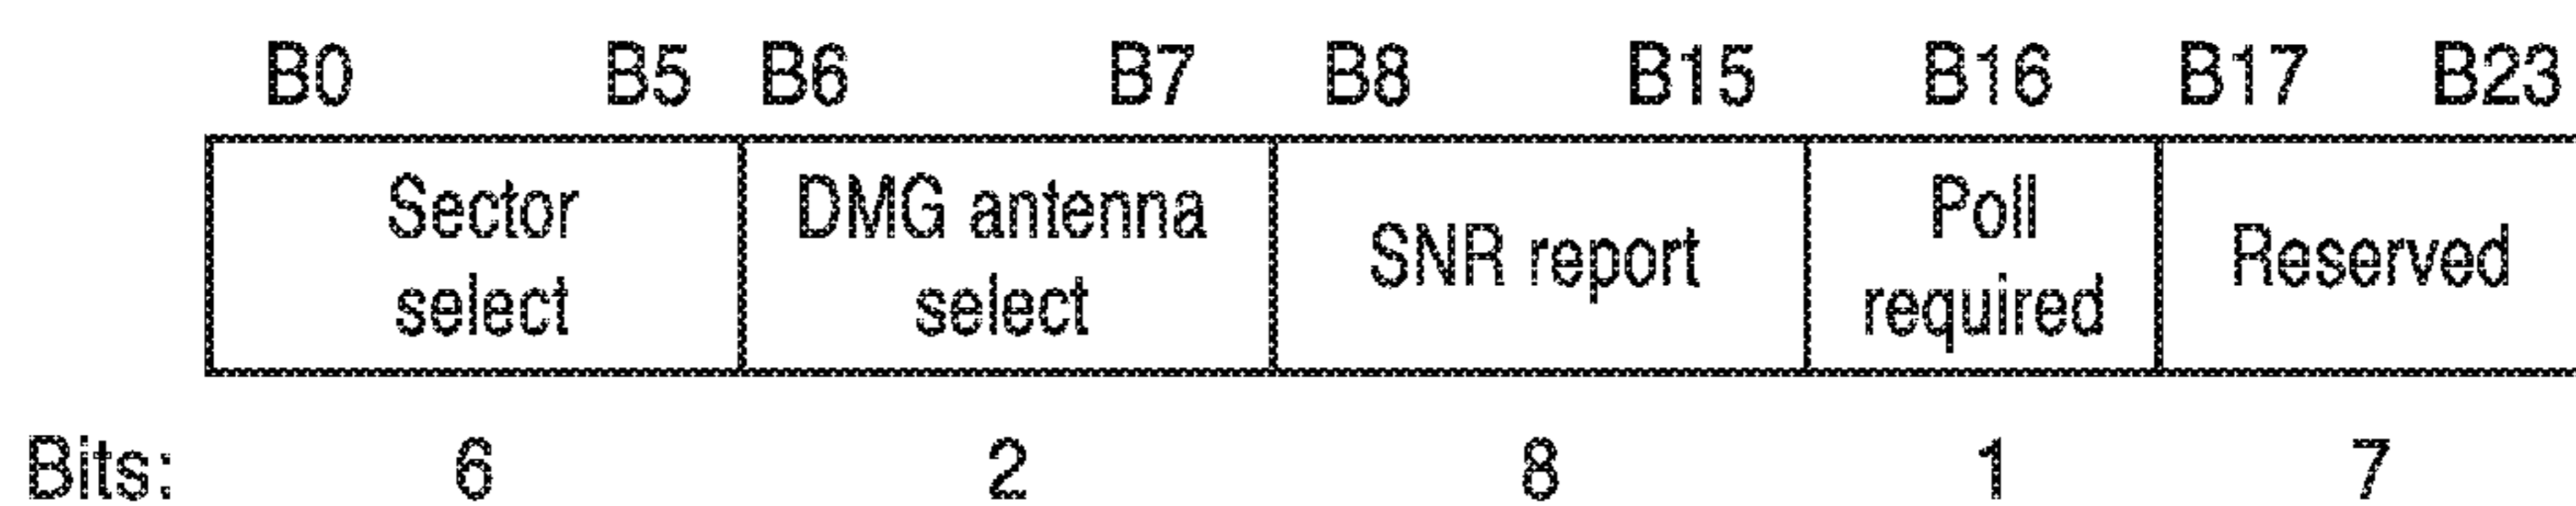 B0 B5 B6 B7 B8 B15 B16 B17 B23
Sector select DMG antenna select SNR report Poll required Reserved
Bits: 6 2 8 1 7